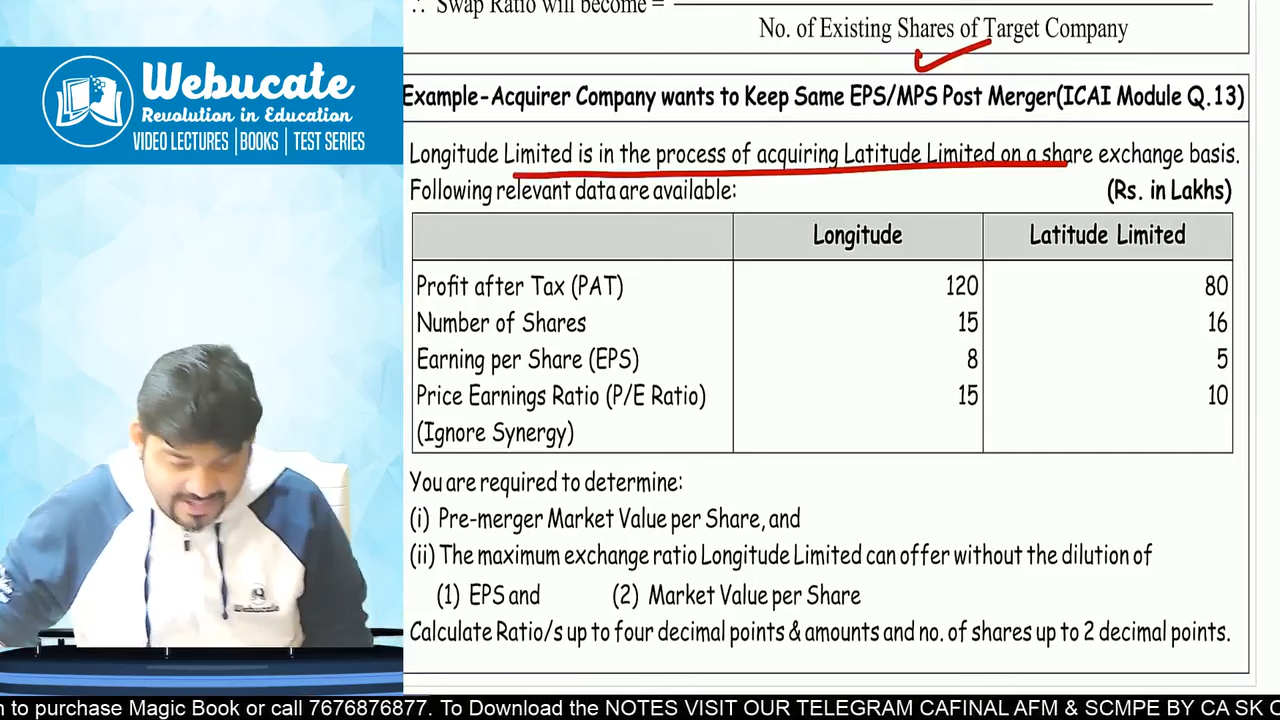 ∴ Swap Ratio will become =
No. of Existing Shares of Target Company
Webucate
Revolution in Education
VIDEO LECTURES | BOOKS | TEST SERIES
Example-Acquirer Company wants to Keep Same EPS/MPS Post Merger(ICAI Module Q.13)
Longitude Limited is in the process of acquiring Latitude Limited on a share exchange basis.
Following relevant data are available: (Rs. in Lakhs)
Longitude Latitude Limited
Profit after Tax (PAT) 120 80
Number of Shares 15 16
Earning per Share (EPS) 8 5
Price Earnings Ratio (P/E Ratio) 15 10
(Ignore Synergy)
You are required to determine:
(i) Pre-merger Market Value per Share, and
(ii) The maximum exchange ratio Longitude Limited can offer without the dilution of
(1) EPS and (2) Market Value per Share
Calculate Ratio/s up to four decimal points & amounts and no. of shares up to 2 decimal points.
Webucate
to purchase Magic Book or call 7676876877. To Download the NOTES VISIT OUR TELEGRAM CAFINAL AFM & SCMPE BY CA SK